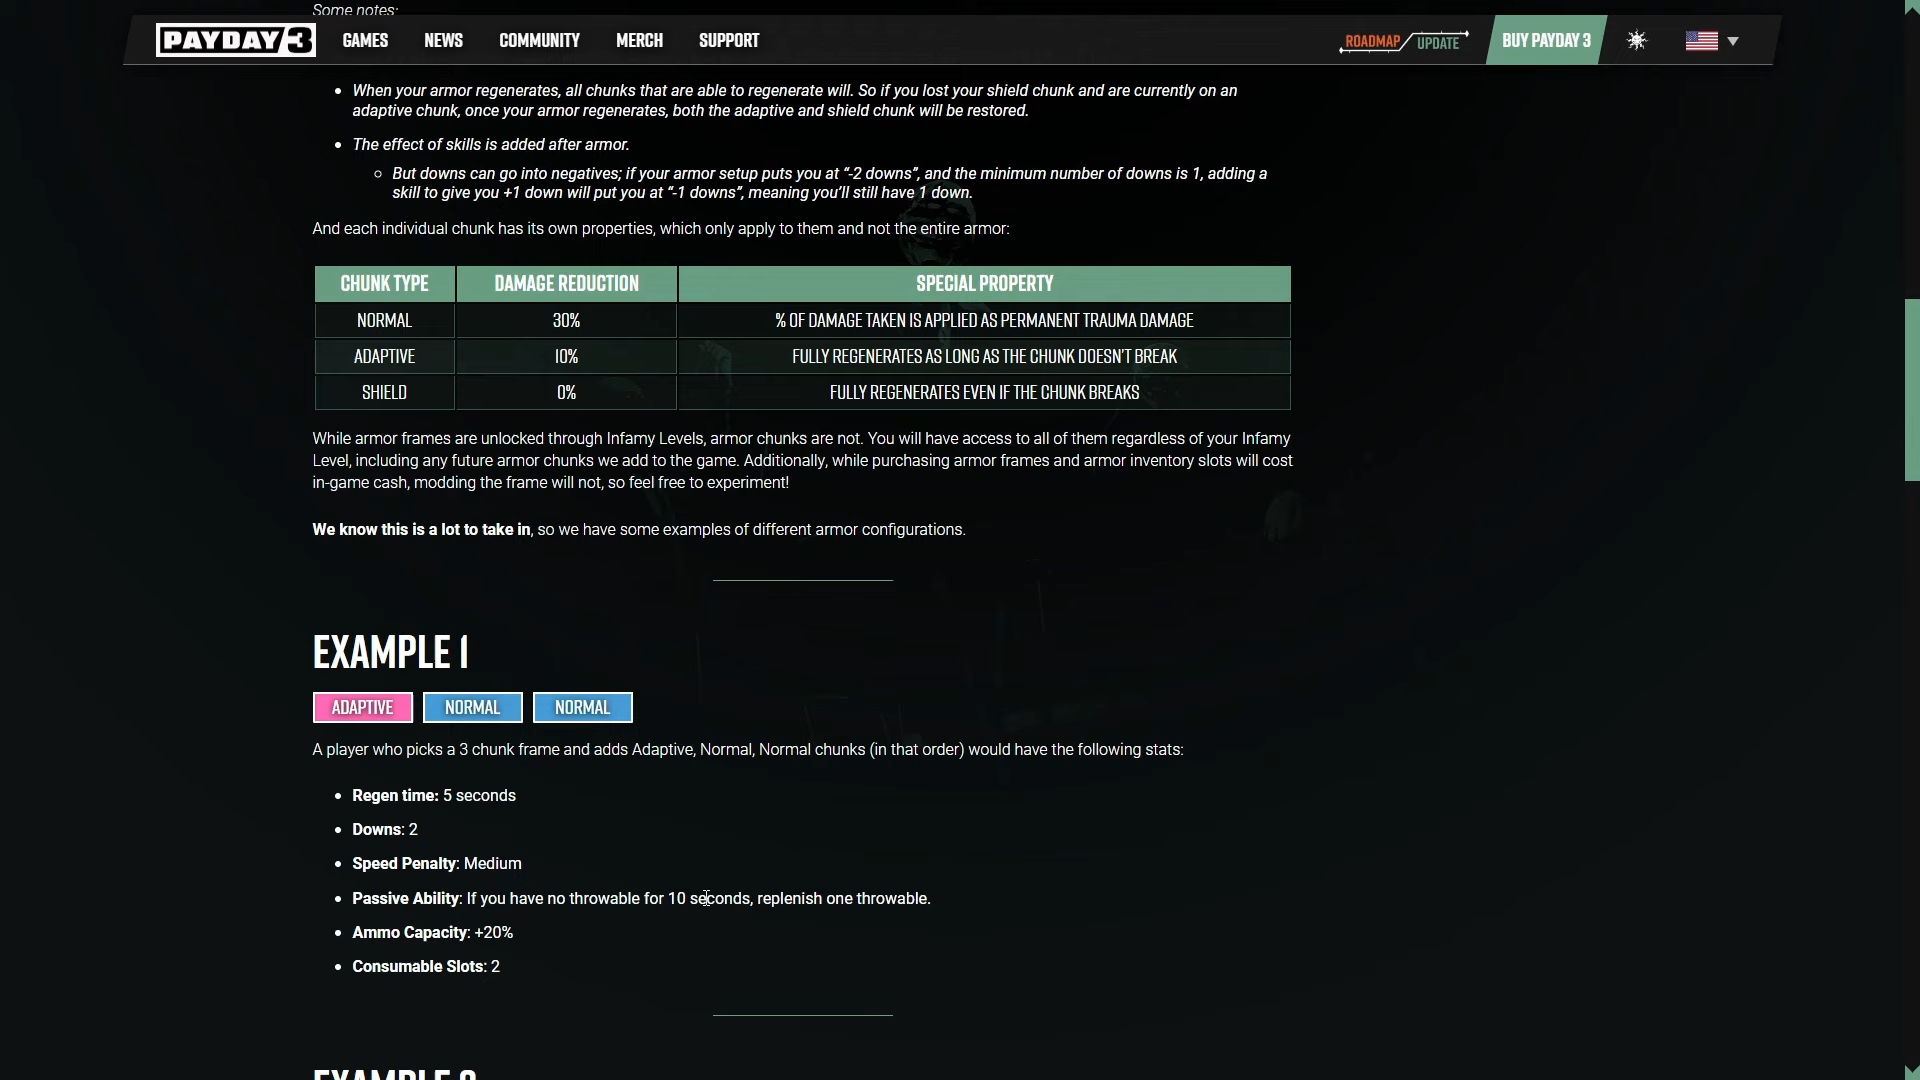 Some notes:
PAYDAY 3
GAMES
NEWS
COMMUNITY
MERCH
SUPPORT
ROADMAP UPDATE
BUY PAYDAY 3
When your armor regenerates, all chunks that are able to regenerate will. So if you lost your shield chunk and are currently on an
adaptive chunk, once your armor regenerates, both the adaptive and shield chunk will be restored.
The effect of skills is added after armor.
But downs can go into negatives; if your armor setup puts you at “-2 downs”, and the minimum number of downs is 1, adding a
skill to give you +1 down will put you at “-1 downs”, meaning you’ll still have 1 down.
And each individual chunk has its own properties, which only apply to them and not the entire armor:
CHUNK TYPE DAMAGE REDUCTION SPECIAL PROPERTY
NORMAL 30% % OF DAMAGE TAKEN IS APPLIED AS PERMANENT TRAUMA DAMAGE
ADAPTIVE 10% FULLY REGENERATES AS LONG AS THE CHUNK DOESN'T BREAK
SHIELD 0% FULLY REGENERATES EVEN IF THE CHUNK BREAKS
While armor frames are unlocked through Infamy Levels, armor chunks are not. You will have access to all of them regardless of your Infamy
Level, including any future armor chunks we add to the game. Additionally, while purchasing armor frames and armor inventory slots will cost
in-game cash, modding the frame will not, so feel free to experiment!
We know this is a lot to take in, so we have some examples of different armor configurations.
EXAMPLE 1
ADAPTIVE NORMAL NORMAL
A player who picks a 3 chunk frame and adds Adaptive, Normal, Normal chunks (in that order) would have the following stats:
Regen time: 5 seconds
Downs: 2
Speed Penalty: Medium
Passive Ability: If you have no throwable for 10 seconds, replenish one throwable.
Ammo Capacity: +20%
Consumable Slots: 2